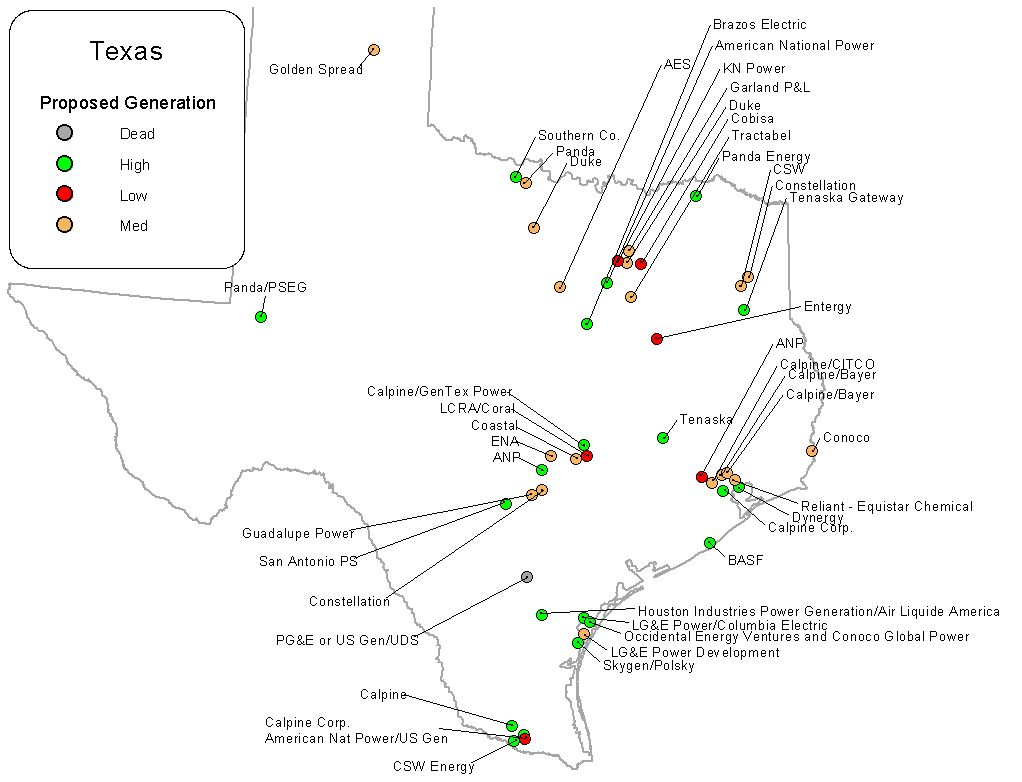 Texas
Proposed Generation
Dead
High
Low
Med
Golden Spread
Brazos Electric
American National Power
AES
KN Power
Garland P&L
Duke
Cobisa
Tractabel
Southern Co.
Panda
Duke
Panda Energy
CSW
Constellation
Tenaska Gateway
Panda/PSEG
Entergy
ANP
Calpine/CITCO
Calpine/Bayer
Calpine/Bayer
Calpine/GenTex Power
LCRA/Coral
Coastal
ENA
ANP
Tenaska
Conoco
Reliant - Equistar Chemical
Dynergy
Calpine Corp.
Guadalupe Power
San Antonio PS
BASF
Constellation
PG&E or US Gen/UDS
Houston Industries Power Generation/Air Liquide America
LG&E Power/Columbia Electric
Occidental Energy Ventures and Conoco Global Power
LG&E Power Development
Skygen/Polsky
Calpine
Calpine Corp.
American Nat Power/US Gen
CSW Energy